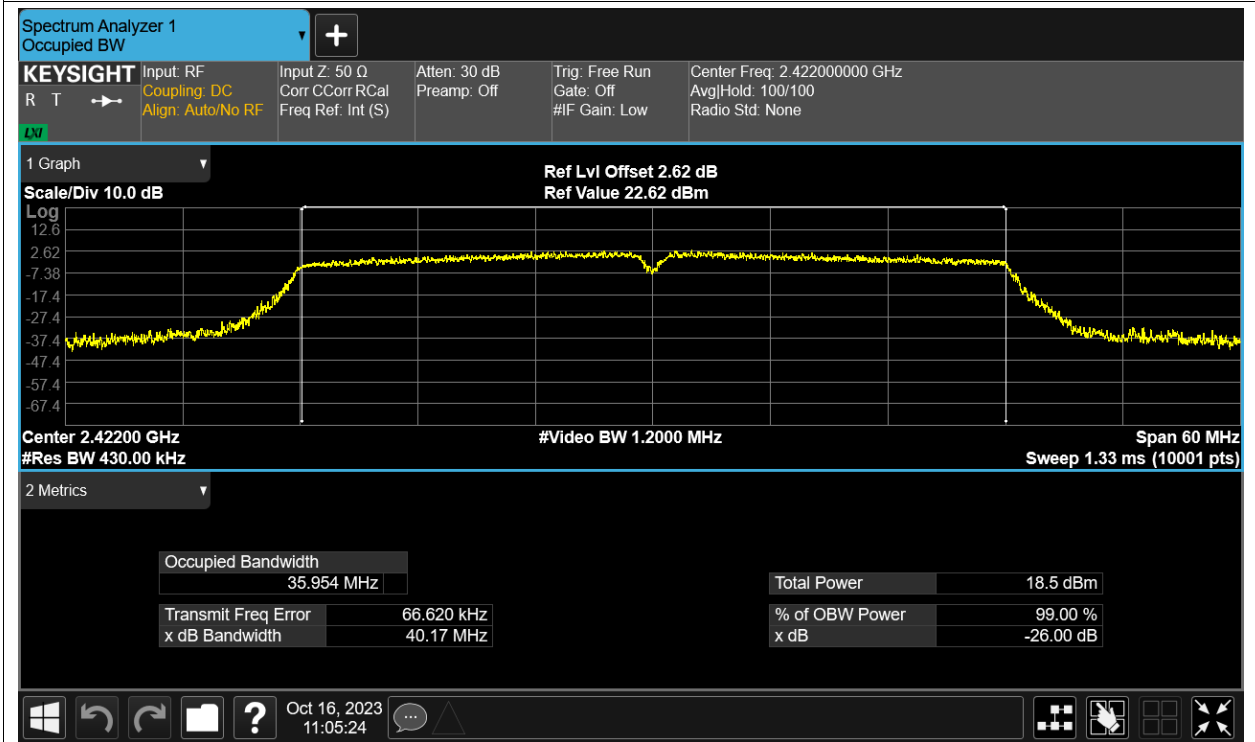 Spectrum Analyzer 1
Occupied BW
KEYSIGHT
R T
LXI
Input: RF
Coupling: DC
Align: Auto/No RF
Input Z: 50 Ω
Corr CCorr RCal
Freq Ref: Int (S)
Atten: 30 dB
Preamp: Off
Trig: Free Run
Gate: Off
#IF Gain: Low
Center Freq: 2.422000000 GHz
Avg|Hold: 100/100
Radio Std: None
1 Graph
Scale/Div 10.0 dB
Ref Lvl Offset 2.62 dB
Ref Value 22.62 dBm
Log
12.6
2.62
-7.38
-17.4
-27.4
-37.4
-47.4
-57.4
-67.4
Center 2.42200 GHz
#Video BW 1.2000 MHz
Span 60 MHz
#Res BW 430.00 kHz
Sweep 1.33 ms (10001 pts)
2 Metrics
Occupied Bandwidth
35.954 MHz
Total Power 18.5 dBm
Transmit Freq Error 66.620 kHz
% of OBW Power 99.00 %
x dB Bandwidth 40.17 MHz
x dB -26.00 dB
?
Oct 16, 2023
11:05:24